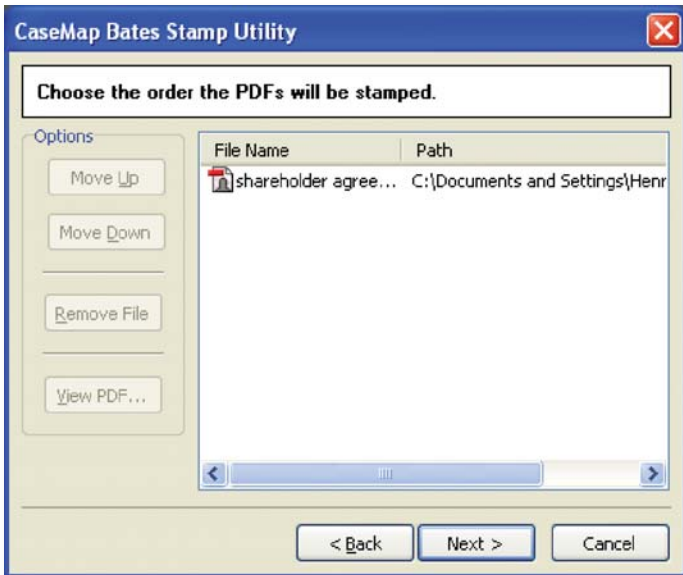 CaseMap Bates Stamp Utility
Choose the order the PDFs will be stamped.
Options
Move Up
Move Down
Remove File
View PDF...
File Name Path
shareholder agree... C:\Documents and Settings\Henr
< Back Next > Cancel